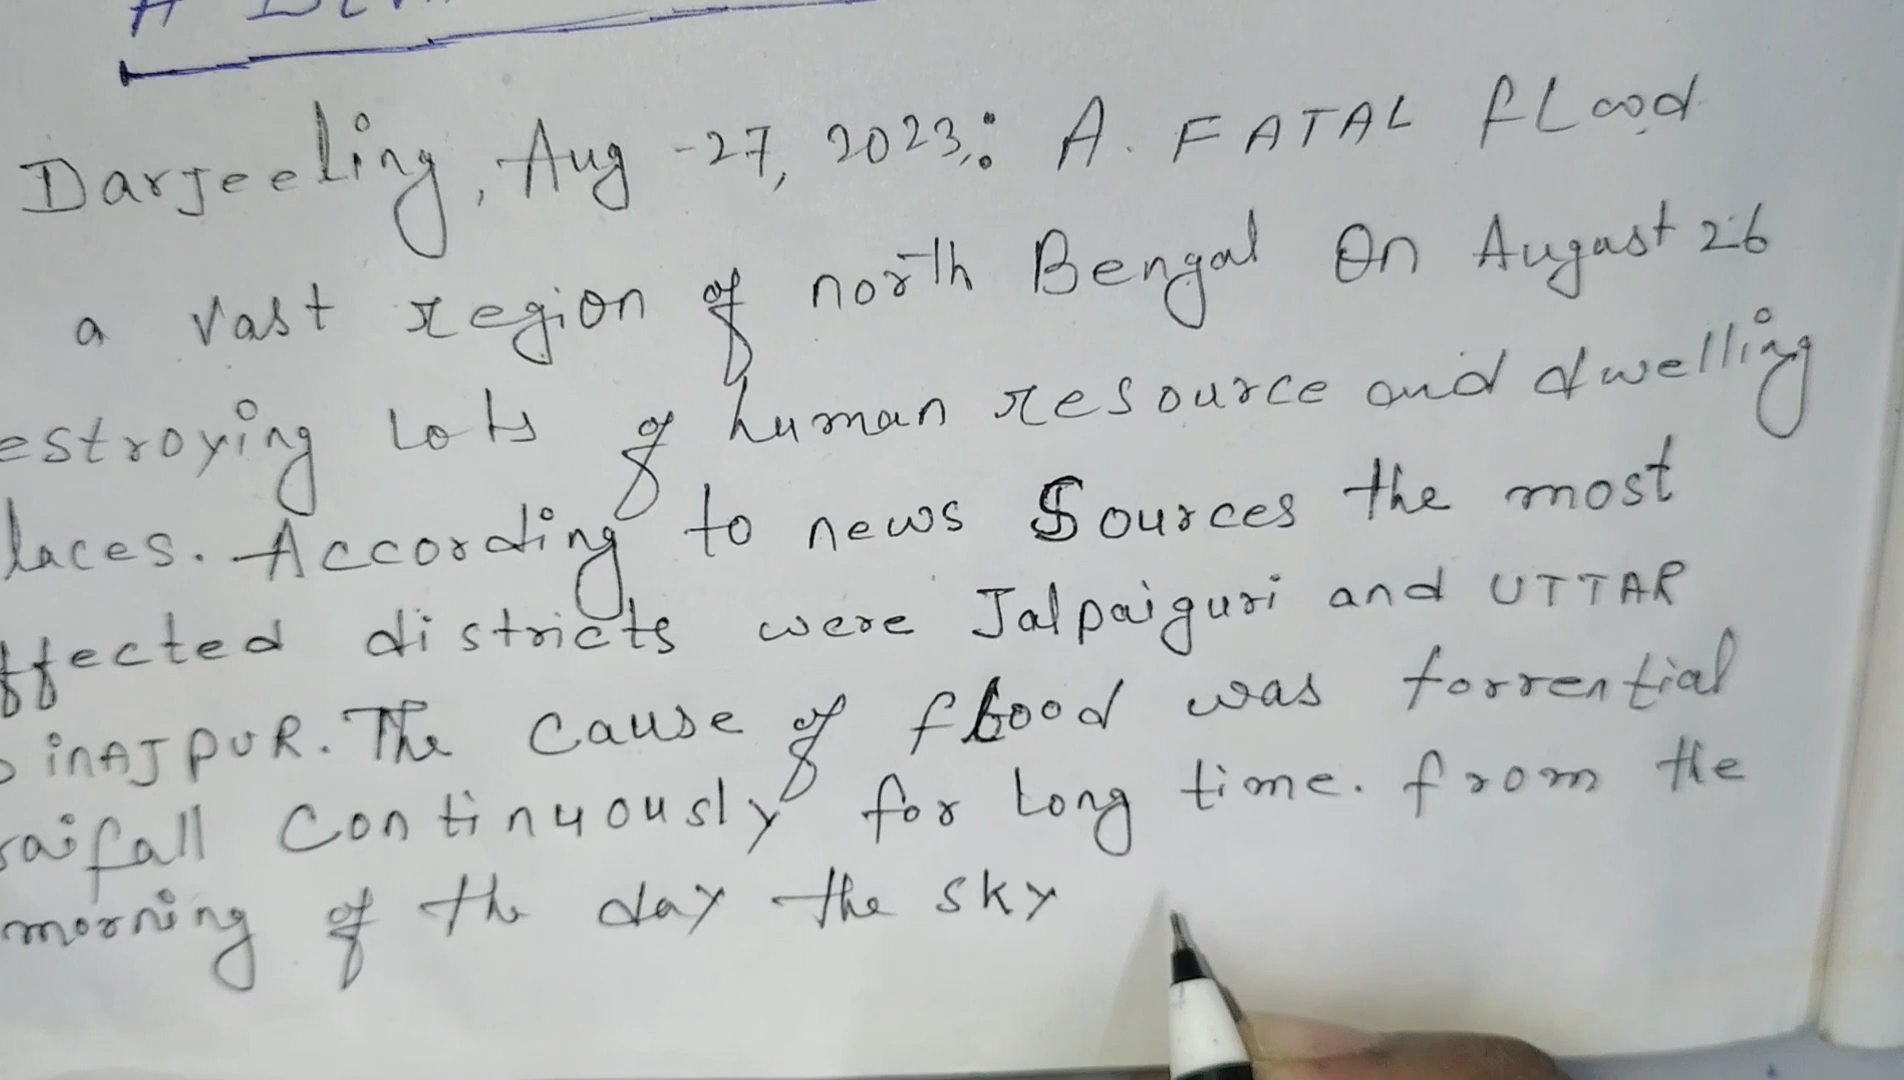 Darjeeling, Aug -27, 2023,: A. FATAL flood
a vast region of north Bengal On August 26
estroying lots of human resource and dwelling
laces. According to news Sources the most
ffected districts were Jalpaiguri and UTTAR
inAJPUR. The cause of flood was torrential
raifall continuously for long time. from the
morning of the day the sky